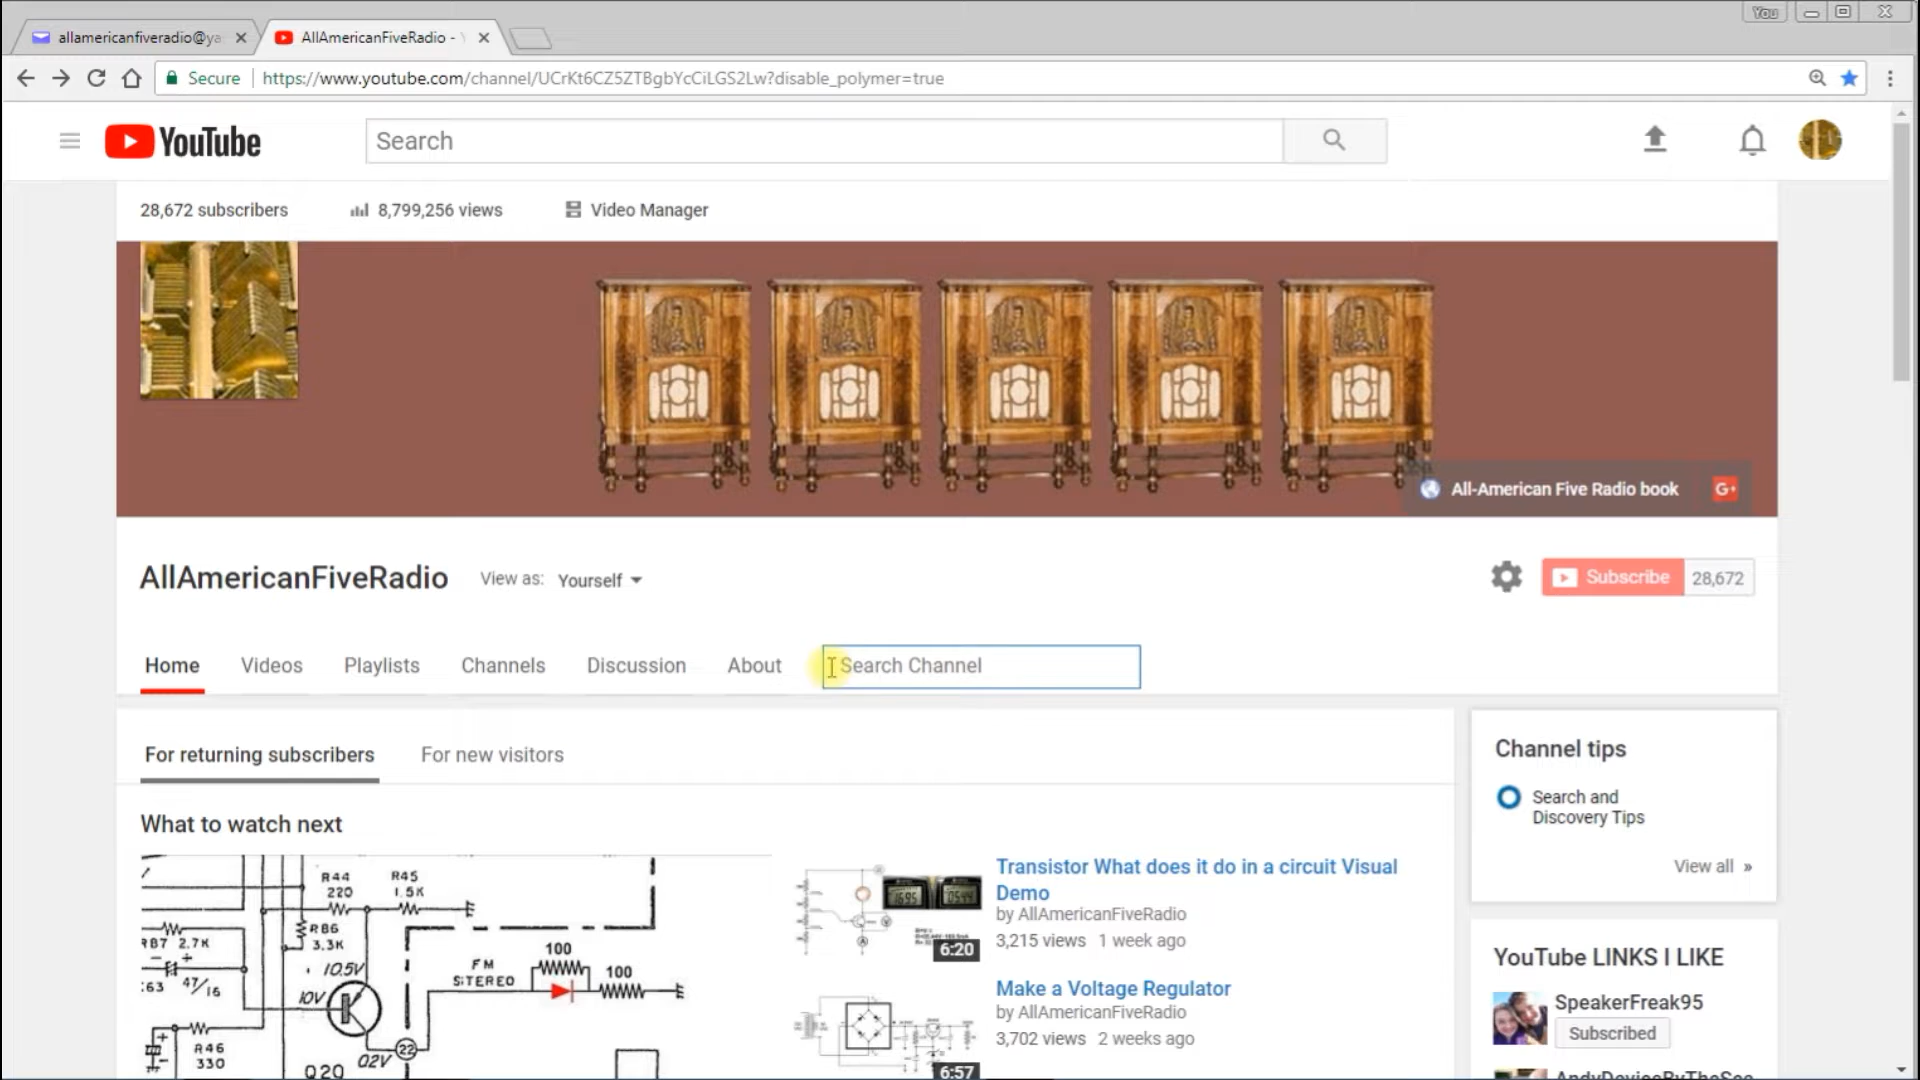 You
allamericanfiveradio@ya
AllAmericanFiveRadio - Y
Secure https://www.youtube.com/channel/UCrKt6CZ5ZTBgbYcCiLGS2Lw?disable_polymer=true
YouTube
Search
28,672 subscribers
8,799,256 views
Video Manager
All-American Five Radio book
G+
AllAmericanFiveRadio
View as: Yourself
Subscribe 28,672
Home Videos Playlists Channels Discussion About Search Channel
For returning subscribers
For new visitors
What to watch next
R44
220
R45
1.5K
R86
3.3K
R87 2.7K
- +
10.5V
10V
C63 47/16
FM
STEREO
100
100
R46
330
02V
22
Q20
Transistor What does it do in a circuit Visual
Demo
by AllAmericanFiveRadio
3,215 views 1 week ago
6:20
Make a Voltage Regulator
by AllAmericanFiveRadio
3,702 views 2 weeks ago
6:57
Channel tips
Search and
Discovery Tips
View all »
YouTube LINKS I LIKE
SpeakerFreak95
Subscribed